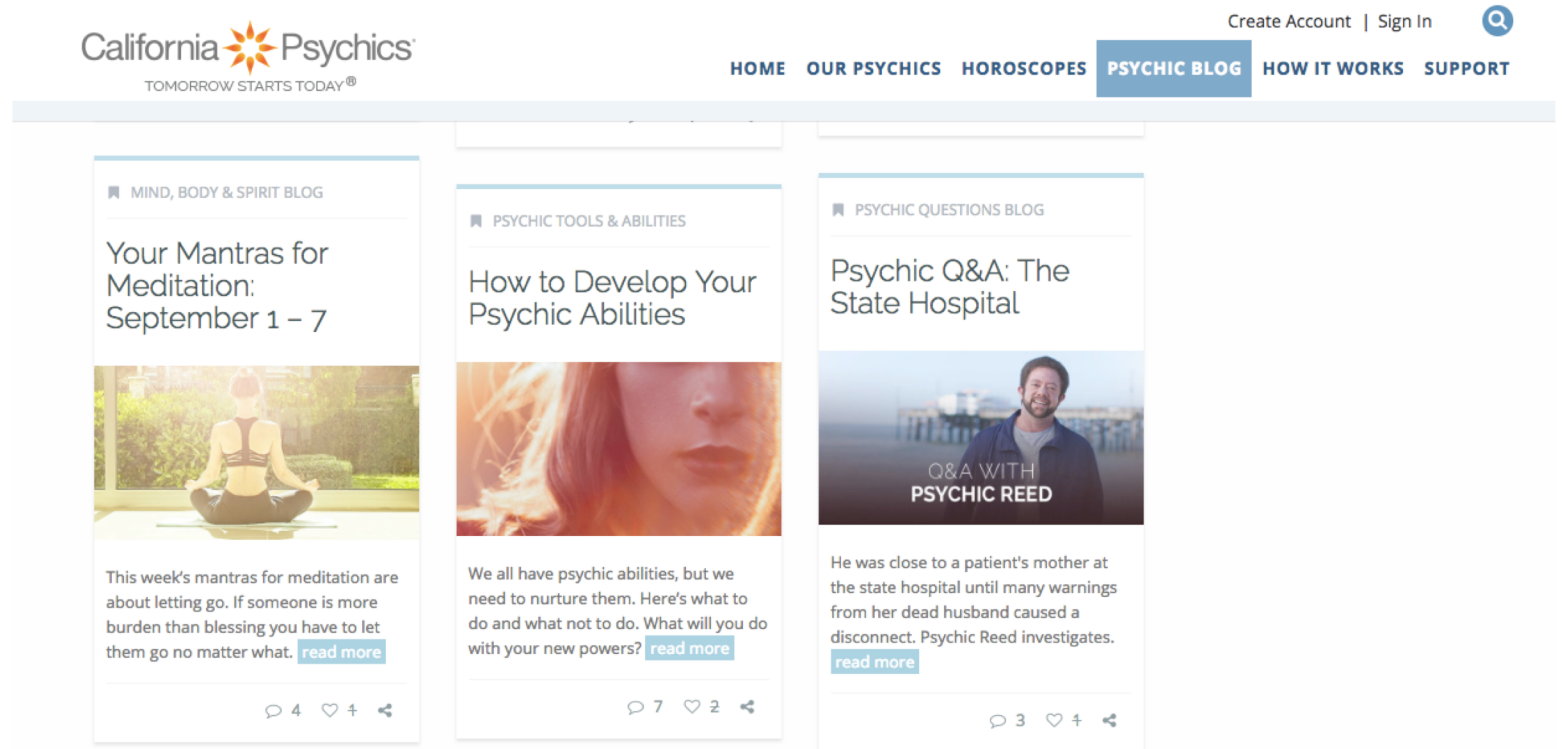 Create Account | Sign In
California Psychics
TOMORROW STARTS TODAY®
HOME OUR PSYCHICS HOROSCOPES PSYCHIC BLOG HOW IT WORKS SUPPORT
MIND, BODY & SPIRIT BLOG
Your Mantras for
Meditation:
September 1 – 7
This week's mantras for meditation are
about letting go. If someone is more
burden than blessing you have to let
them go no matter what. read more
4 1
PSYCHIC TOOLS & ABILITIES
How to Develop Your
Psychic Abilities
We all have psychic abilities, but we
need to nurture them. Here's what to
do and what not to do. What will you do
with your new powers? read more
7 2
PSYCHIC QUESTIONS BLOG
Psychic Q&A: The
State Hospital
Q&A WITH
PSYCHIC REED
He was close to a patient's mother at
the state hospital until many warnings
from her dead husband caused a
disconnect. Psychic Reed investigates.
read more
3 1